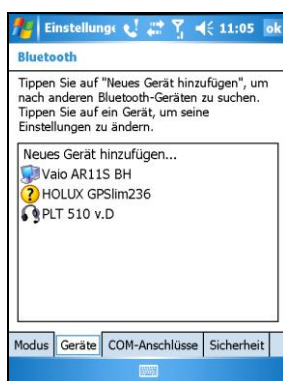 Einstellunge
11:05
ok
Bluetooth
Tippen Sie auf "Neues Gerät hinzufügen", um
nach anderen Bluetooth-Geräten zu suchen.
Tippen Sie auf ein Gerät, um seine
Einstellungen zu ändern.
Neues Gerät hinzufügen...
Vaio AR11S BH
HOLUX GPSlim236
PLT 510 v.D
Modus Geräte COM-Anschlüsse Sicherheit